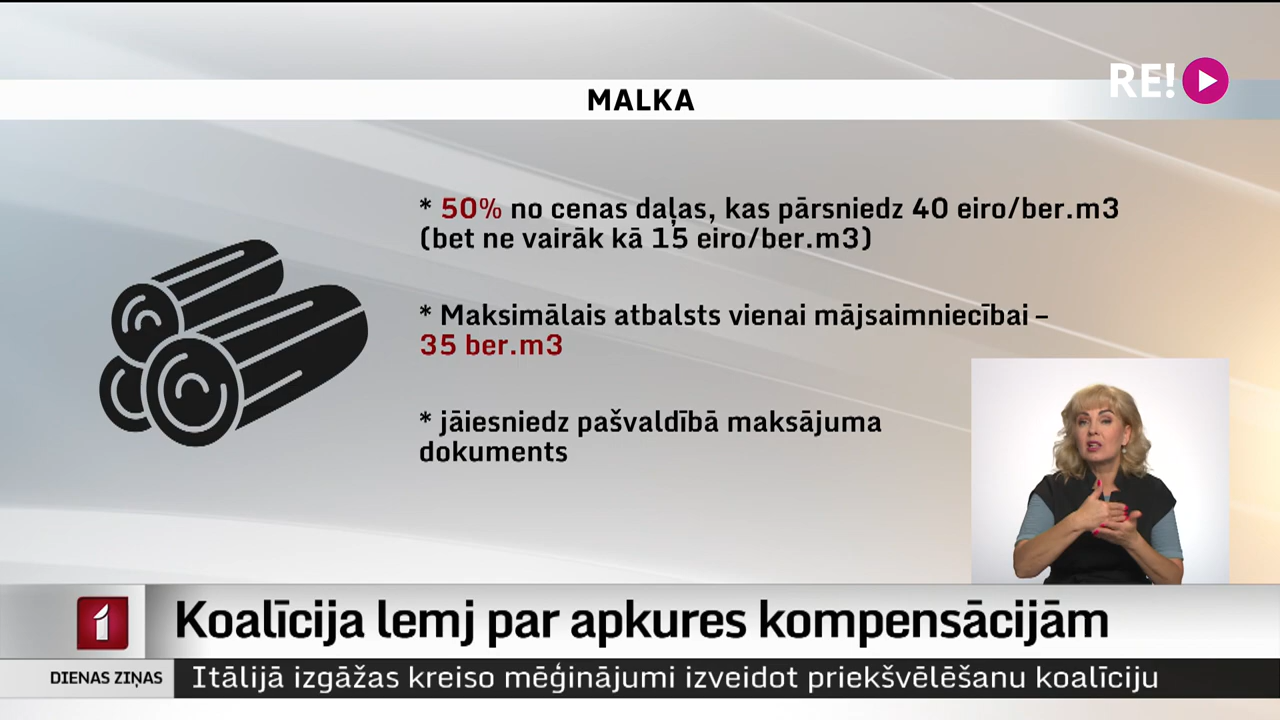 RE!
MALKA
* 50% no cenas daļas, kas pārsniedz 40 eiro/ber.m3
(bet ne vairāk kā 15 eiro/ber.m3)
* Maksimālais atbalsts vienai mājsaimniecībai –
35 ber.m3
* jāiesniedz pašvaldībā maksājuma
dokuments
1 Koalīcija lemj par apkures kompensācijām
DIENAS ZIŅAS Itālijā izgāžas kreiso mēģinājumi izveidot priekšvēlēšanu koalīciju